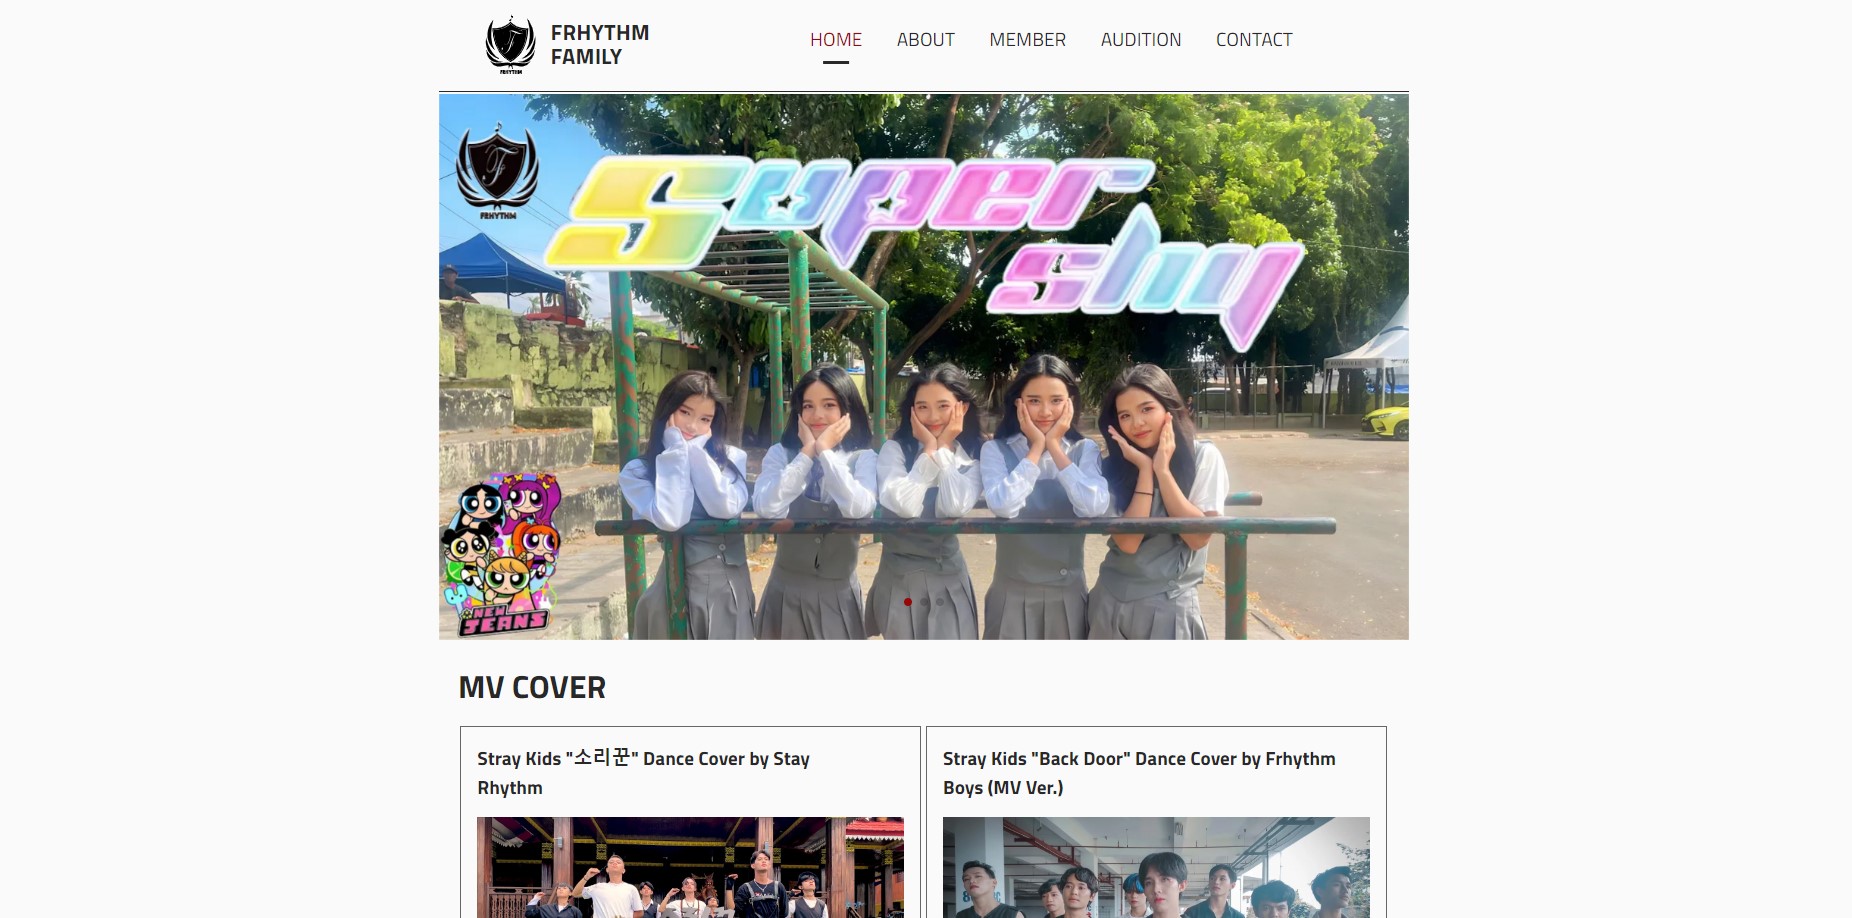 FRHYTHM
FRHYTHM
FAMILY
HOME
ABOUT
MEMBER
AUDITION
CONTACT
FRHYTHM
Super
shy
NEW
JEANS
MV COVER
Stray Kids "소리꾼" Dance Cover by Stay
Rhythm
Stray Kids "Back Door" Dance Cover by Frhythm
Boys (MV Ver.)